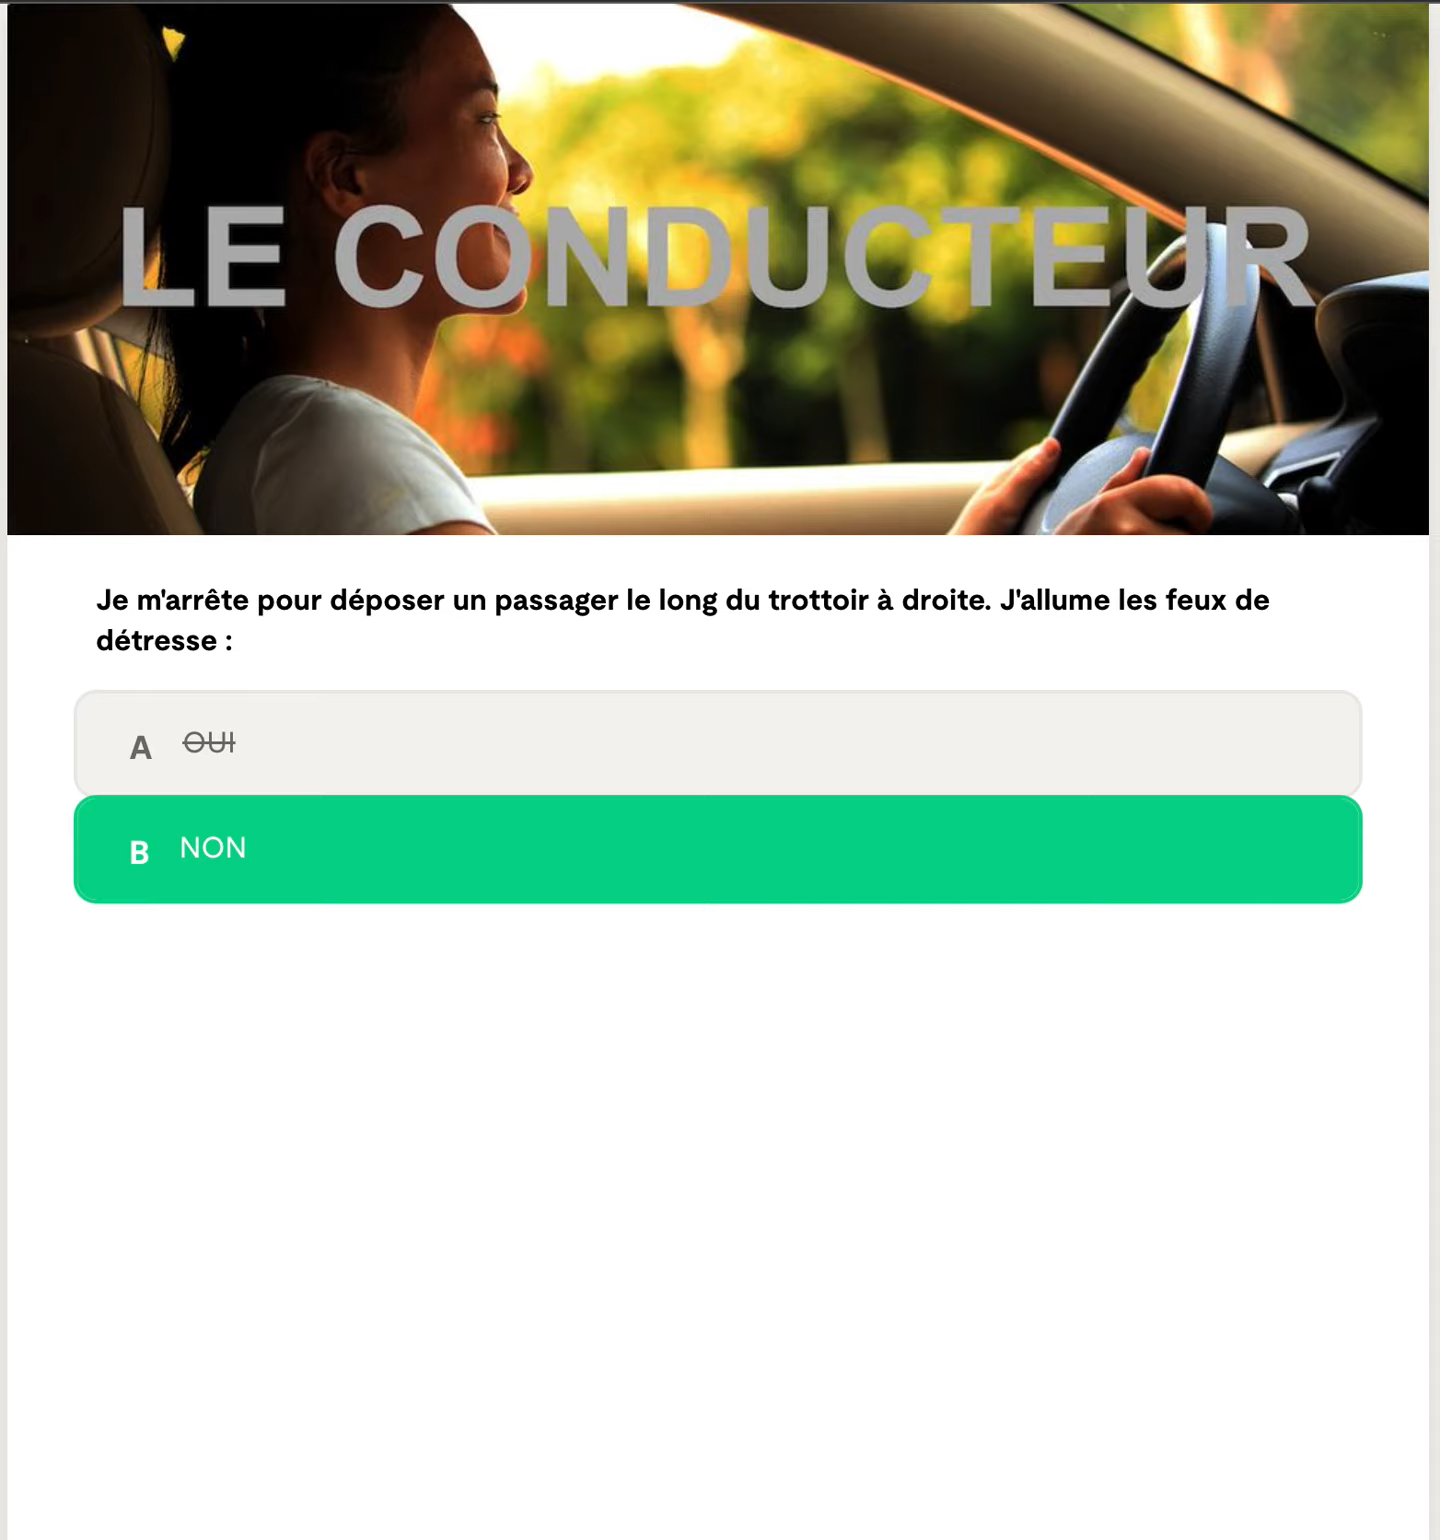 LE CONDUCTEUR
Je m'arrête pour déposer un passager le long du trottoir à droite. J'allume les feux de
détresse :
A OUI
B NON